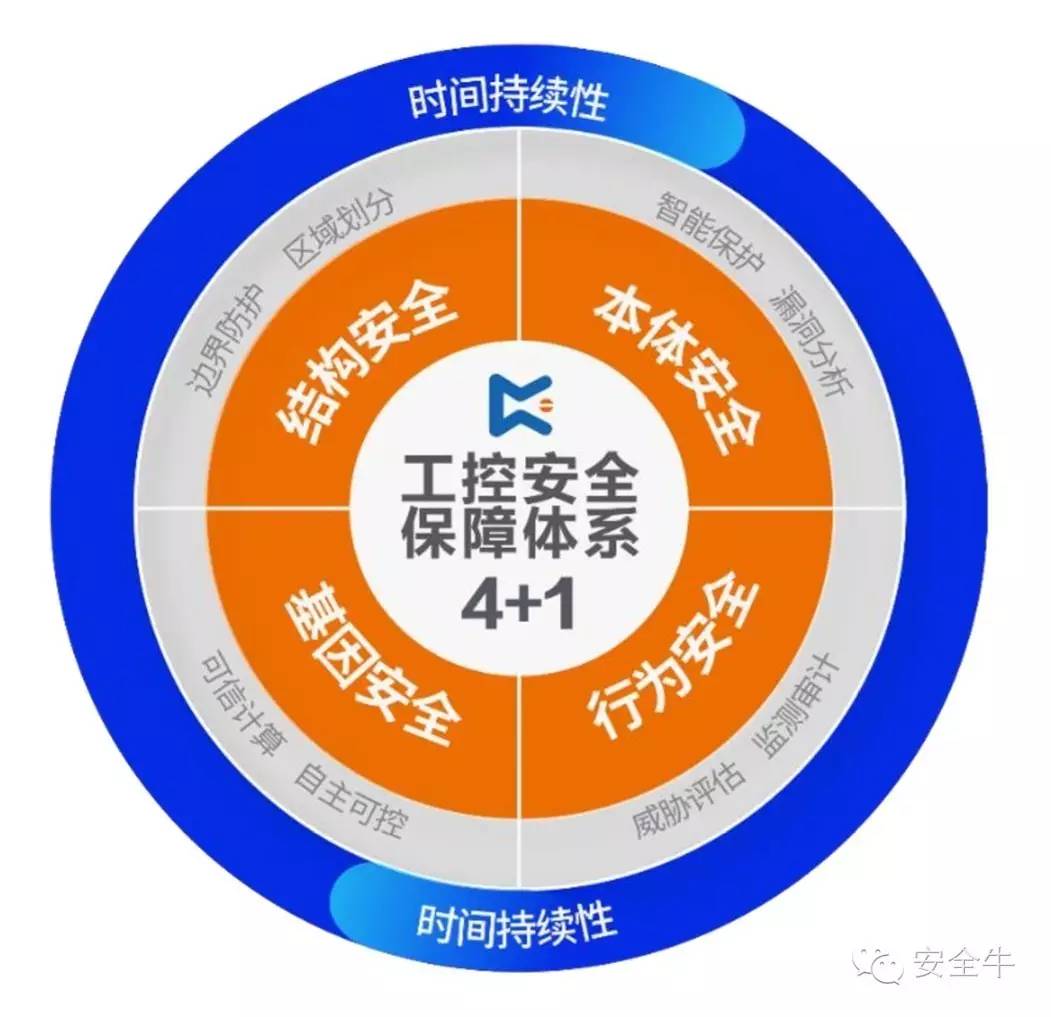 时间持续性
区域划分
边界防护
结构安全
智能保护
漏洞分析
本体安全
工控安全
保障体系
4+1
基因安全
可信计算
自主可控
行为安全
监测审计
威胁评估
时间持续性
安全牛